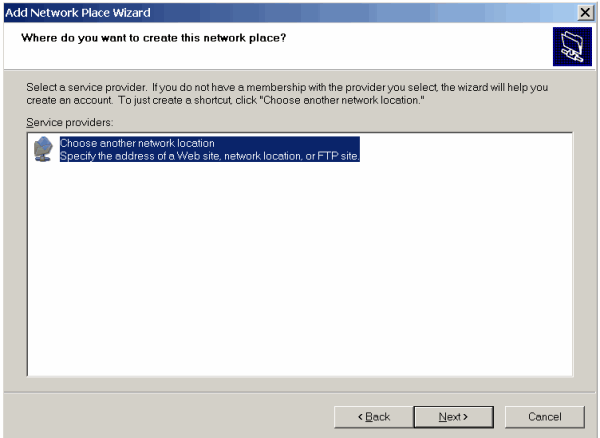 Add Network Place Wizard
Where do you want to create this network place?
Select a service provider. If you do not have a membership with the provider you select, the wizard will help you
create an account. To just create a shortcut, click "Choose another network location."
Service providers:
Choose another network location
Specify the address of a Web site, network location, or FTP site.
< Back Next > Cancel